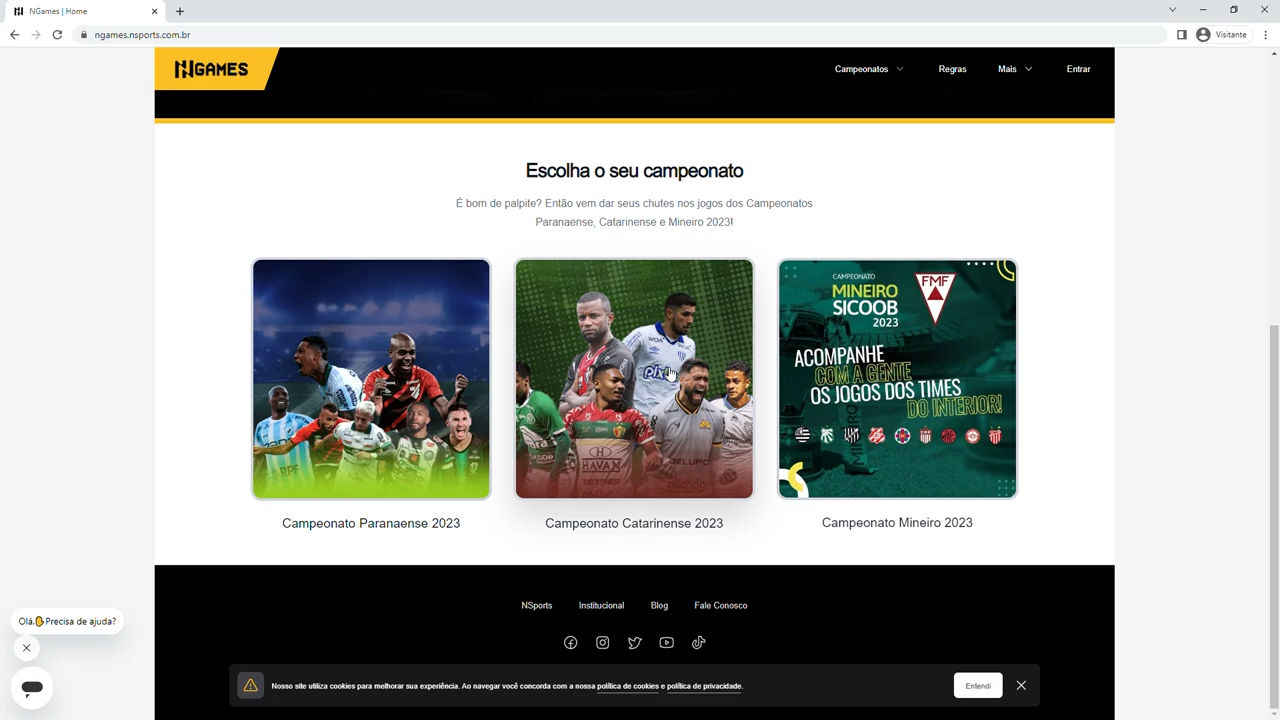 NGames | Home
ngames.nsports.com.br
Visitante
NGAMES
Campeonatos
Regras
Mais
Entrar
Escolha o seu campeonato
É bom de palpite? Então vem dar seus chutes nos jogos dos Campeonatos
Paranaense, Catarinense e Mineiro 2023!
pixbet
HAVAN
CAMPEONATO
MINEIRO
SICOOB
2023
FMF
ACOMPANHE
COM A GENTE
OS JOGOS DOS TIMES
DO INTERIOR!
Campeonato Paranaense 2023
Campeonato Catarinense 2023
Campeonato Mineiro 2023
NSports
Institucional
Blog
Fale Conosco
Olá! Precisa de ajuda?
Nosso site utiliza cookies para melhorar sua experiência. Ao navegar você concorda com a nossa política de cookies e política de privacidade.
Entendi